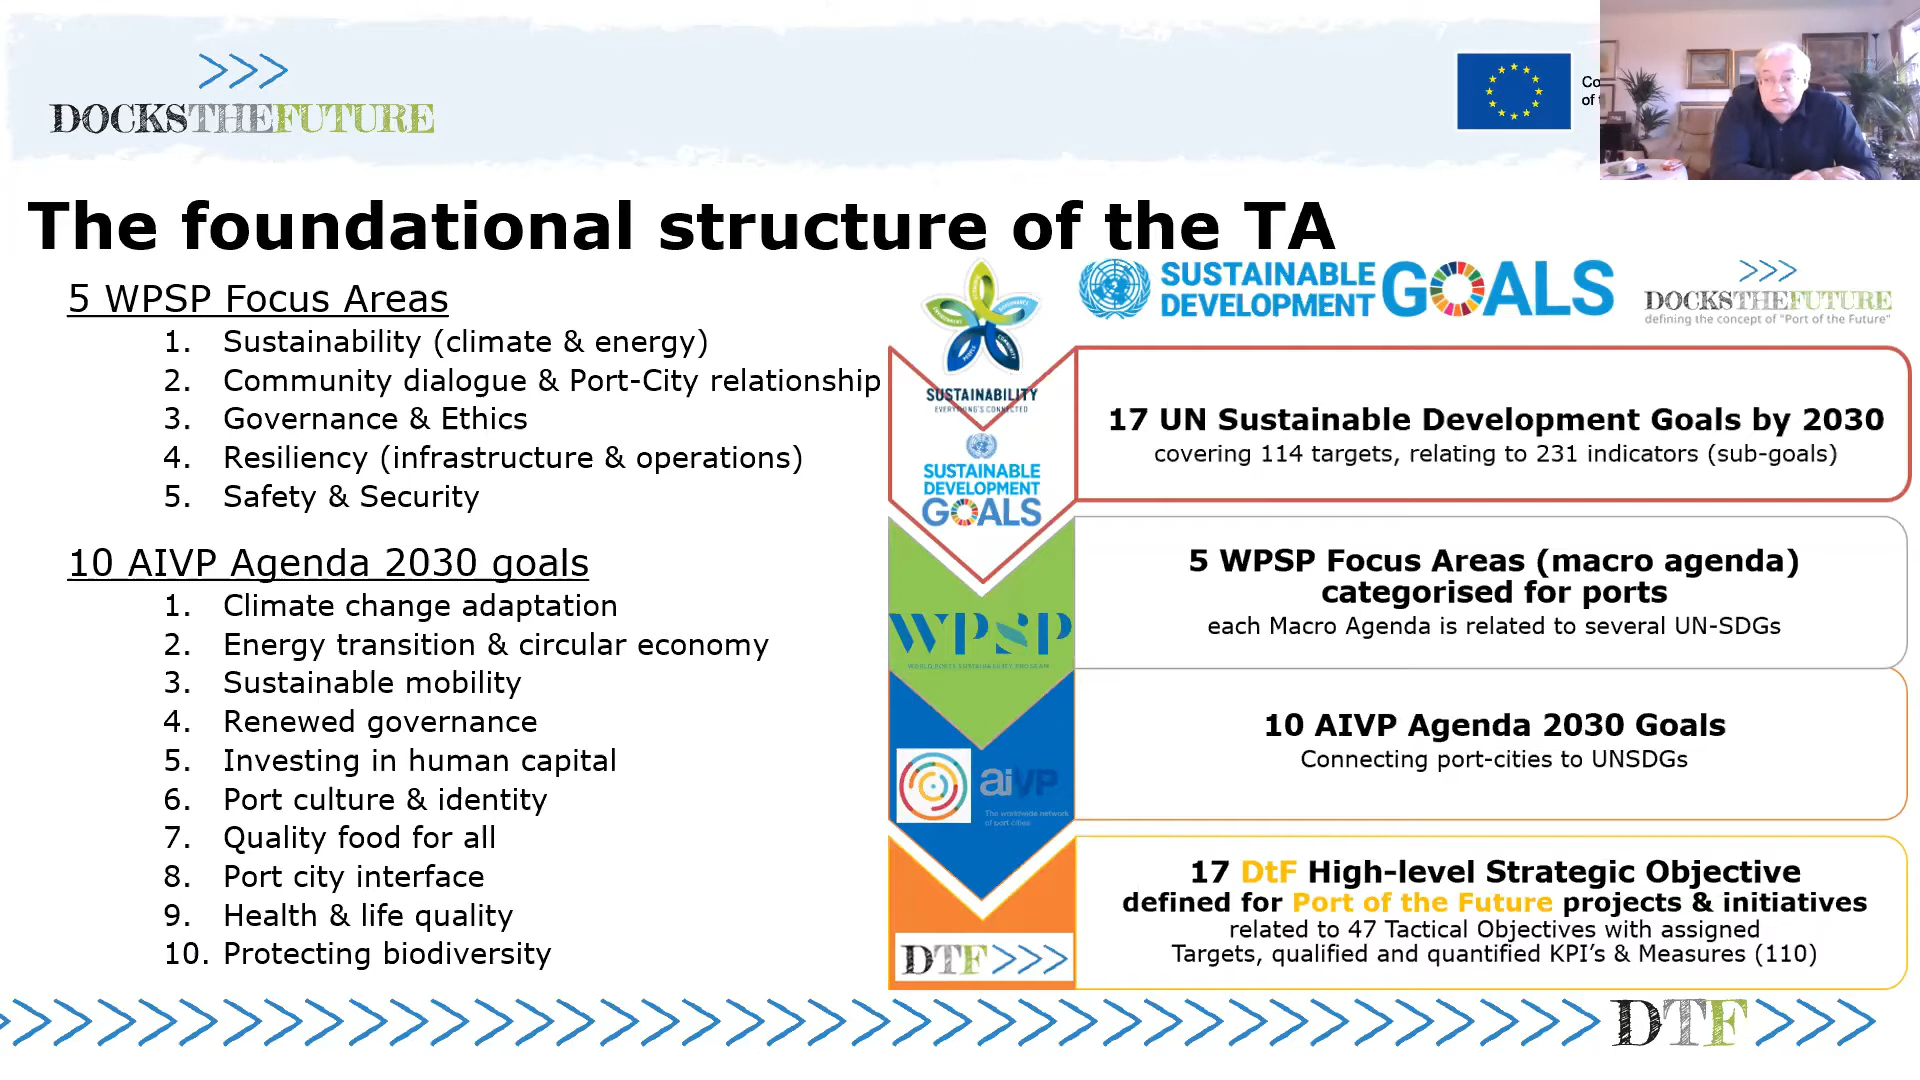 DOCKSTHEFUTURE
Co
of
The foundational structure of the TA
5 WPSP Focus Areas
1. Sustainability (climate & energy)
2. Community dialogue & Port-City relationship
3. Governance & Ethics
4. Resiliency (infrastructure & operations)
5. Safety & Security
10 AIVP Agenda 2030 goals
1. Climate change adaptation
2. Energy transition & circular economy
3. Sustainable mobility
4. Renewed governance
5. Investing in human capital
6. Port culture & identity
7. Quality food for all
8. Port city interface
9. Health & life quality
10. Protecting biodiversity
SUSTAINABLE
DEVELOPMENT
GOALS
DOCKSTHEFUTURE
defining the concept of "Port of the Future"
SUSTAINABILITY
EVERYTHING'S CONNECTED
SUSTAINABLE
DEVELOPMENT
GOALS
17 UN Sustainable Development Goals by 2030
covering 114 targets, relating to 231 indicators (sub-goals)
WPSP
WORLD PORTS SUSTAINABILITY PROGRAM
5 WPSP Focus Areas (macro agenda)
categorised for ports
each Macro Agenda is related to several UN-SDGs
aiVP
The worldwide network
of port cities
10 AIVP Agenda 2030 Goals
Connecting port-cities to UNSDGs
DTF
17 DtF High-level Strategic Objective
defined for Port of the Future projects & initiatives
related to 47 Tactical Objectives with assigned
Targets, qualified and quantified KPI's & Measures (110)
DTF